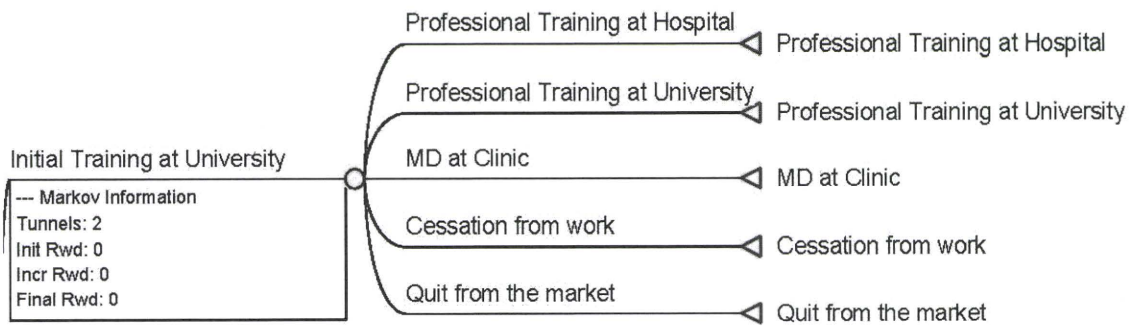 Professional Training at Hospital
Professional Training at Hospital
Professional Training at University
Professional Training at University
Initial Training at University
MD at Clinic
MD at Clinic
--- Markov Information
Tunnels: 2
Init Rwd: 0
Incr Rwd: 0
Final Rwd: 0
Cessation from work
Cessation from work
Quit from the market
Quit from the market